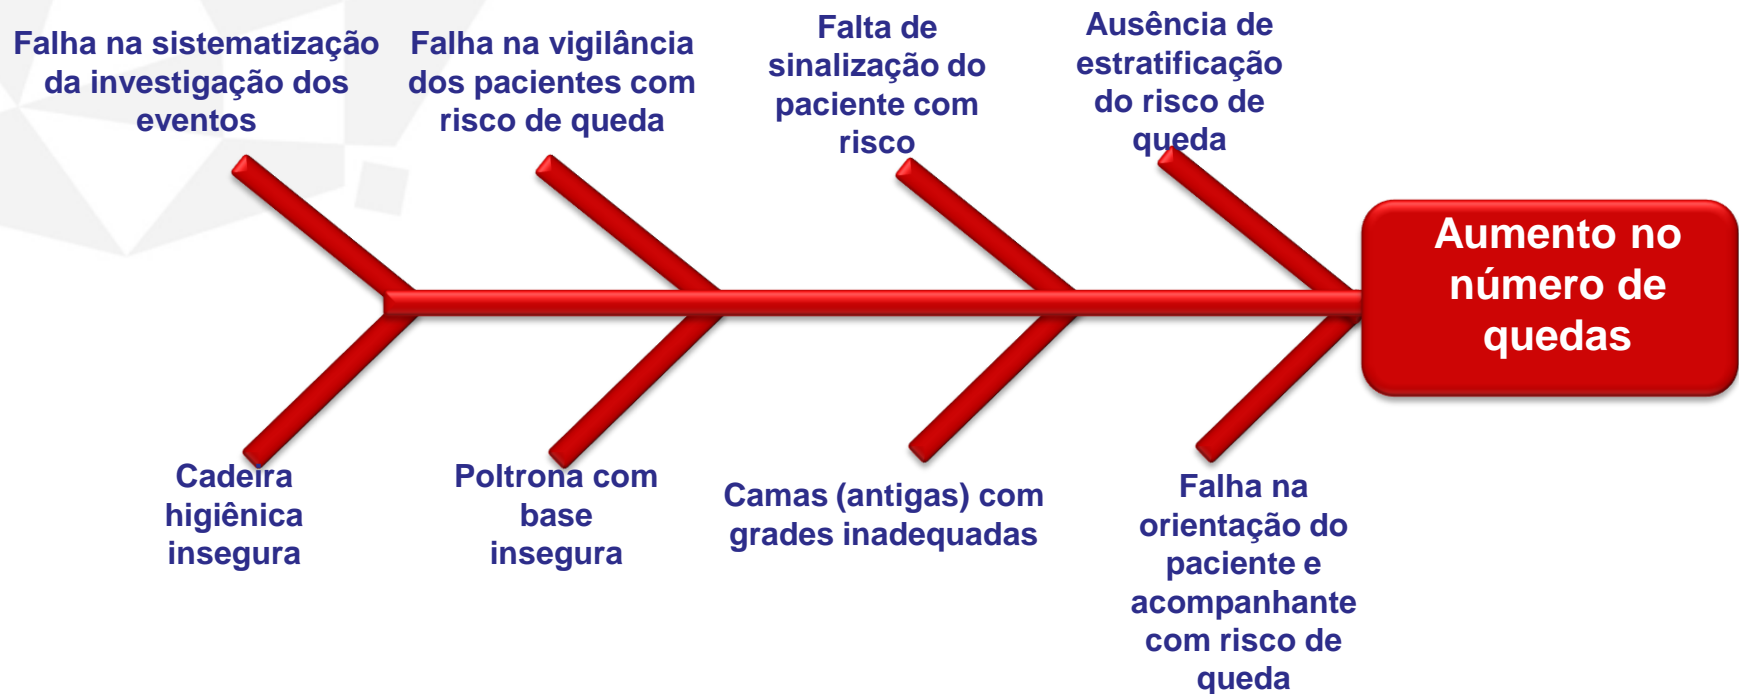 Falha na sistematização
da investigação dos
eventos
Falha na vigilância
dos pacientes com
risco de queda
Falta de
sinalização do
paciente com
risco
Ausência de
estratificação
do risco de
queda
Aumento no
número de
quedas
Cadeira
higiênica
insegura
Poltrona com
base
insegura
Camas (antigas) com
grades inadequadas
Falha na
orientação do
paciente e
acompanhante
com risco de
queda